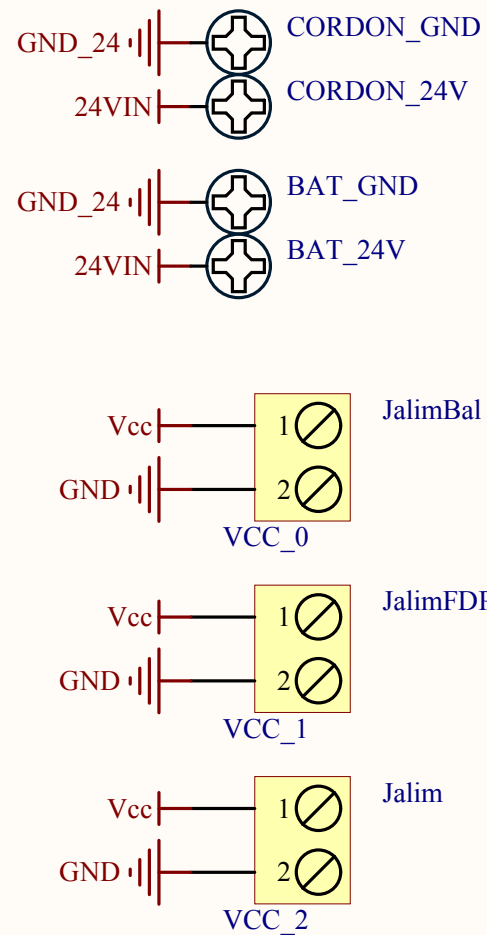 GND_24 CORDON_GND
24VIN CORDON_24V
GND_24 BAT_GND
24VIN BAT_24V
Vcc 1 JalimBal
GND 2
VCC_0
Vcc 1
GND 2
VCC_1
Vcc 1 Jalim
GND 2
VCC_2